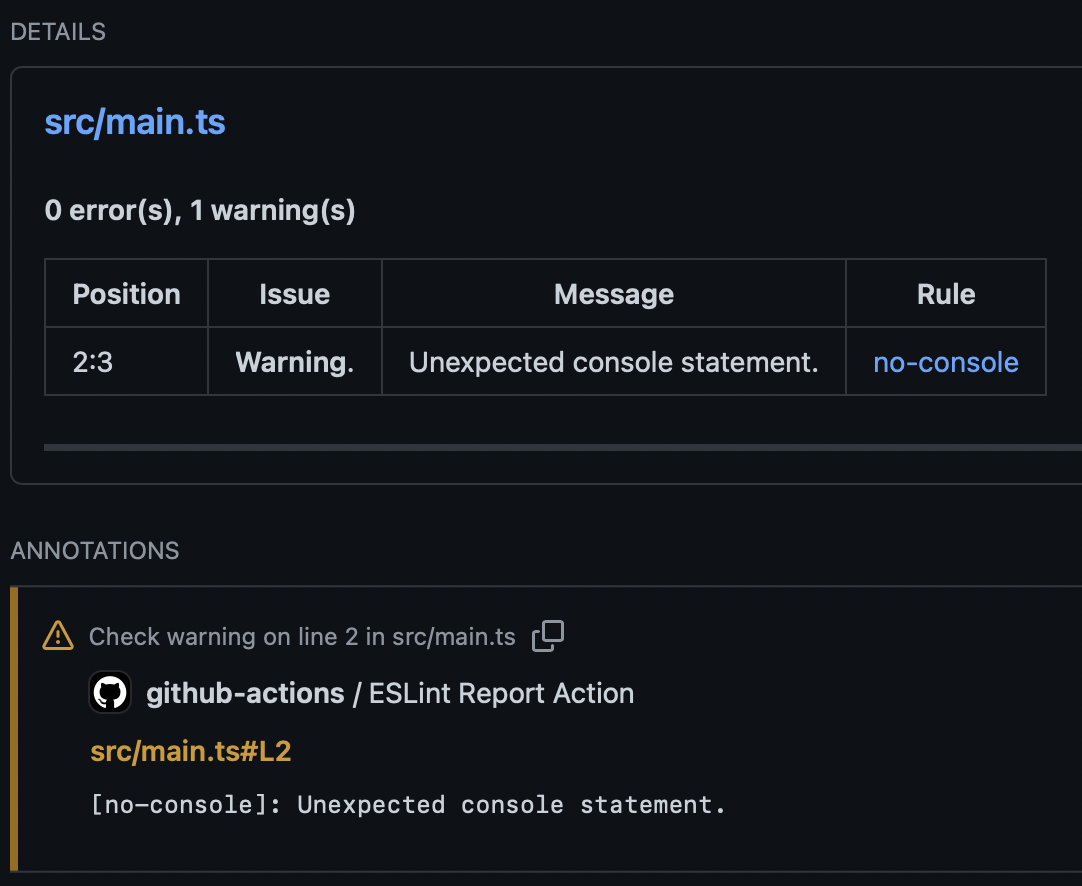 DETAILS
src/main.ts
0 error(s), 1 warning(s)
Position Issue Message Rule
2:3 Warning. Unexpected console statement. no-console
ANNOTATIONS
Check warning on line 2 in src/main.ts
github-actions / ESLint Report Action
src/main.ts#L2
[no-console]: Unexpected console statement.